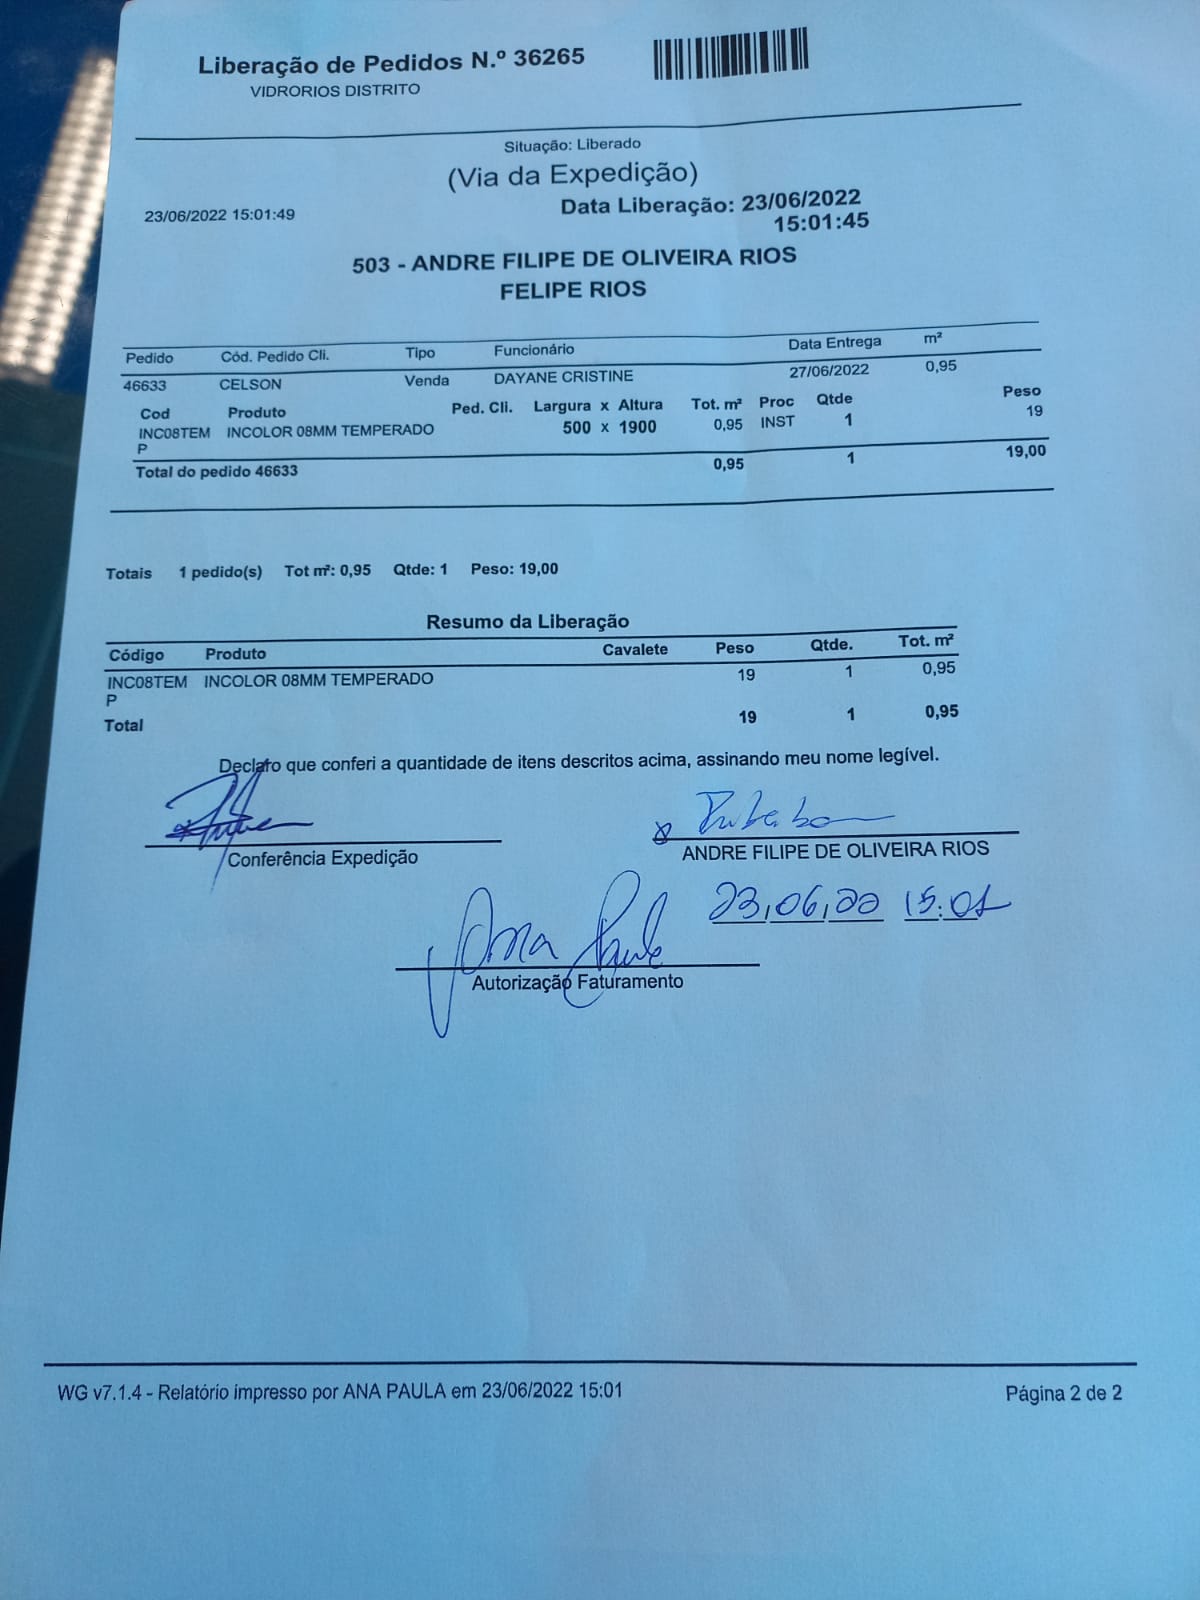 Liberação de Pedidos N.º 36265
VIDRORIOS DISTRITO
Situação: Liberado
(Via da Expedição)
23/06/2022 15:01:49
Data Liberação: 23/06/2022
15:01:45
503 - ANDRE FILIPE DE OLIVEIRA RIOS
FELIPE RIOS
Pedido Cód. Pedido Cli. Tipo Funcionário Data Entrega m²
46633 CELSON Venda DAYANE CRISTINE 27/06/2022 0,95
Cod Produto Ped. Cli. Largura x Altura Tot. m² Proc Qtde Peso
INC08TEM INCOLOR 08MM TEMPERADO 500 x 1900 0,95 INST 1 19
P
Total do pedido 46633 0,95 1 19,00
Totais 1 pedido(s) Tot m²: 0,95 Qtde: 1 Peso: 19,00
Resumo da Liberação
Código Produto Cavalete Peso Qtde. Tot. m²
INC08TEM INCOLOR 08MM TEMPERADO 19 1 0,95
P
Total 19 1 0,95
Declaro que conferi a quantidade de itens descritos acima, assinando meu nome legível.
Conferência Expedição
ANDRE FILIPE DE OLIVEIRA RIOS
23,06,22 15:01
Ana Paula
Autorização Faturamento
WG v7.1.4 - Relatório impresso por ANA PAULA em 23/06/2022 15:01
Página 2 de 2